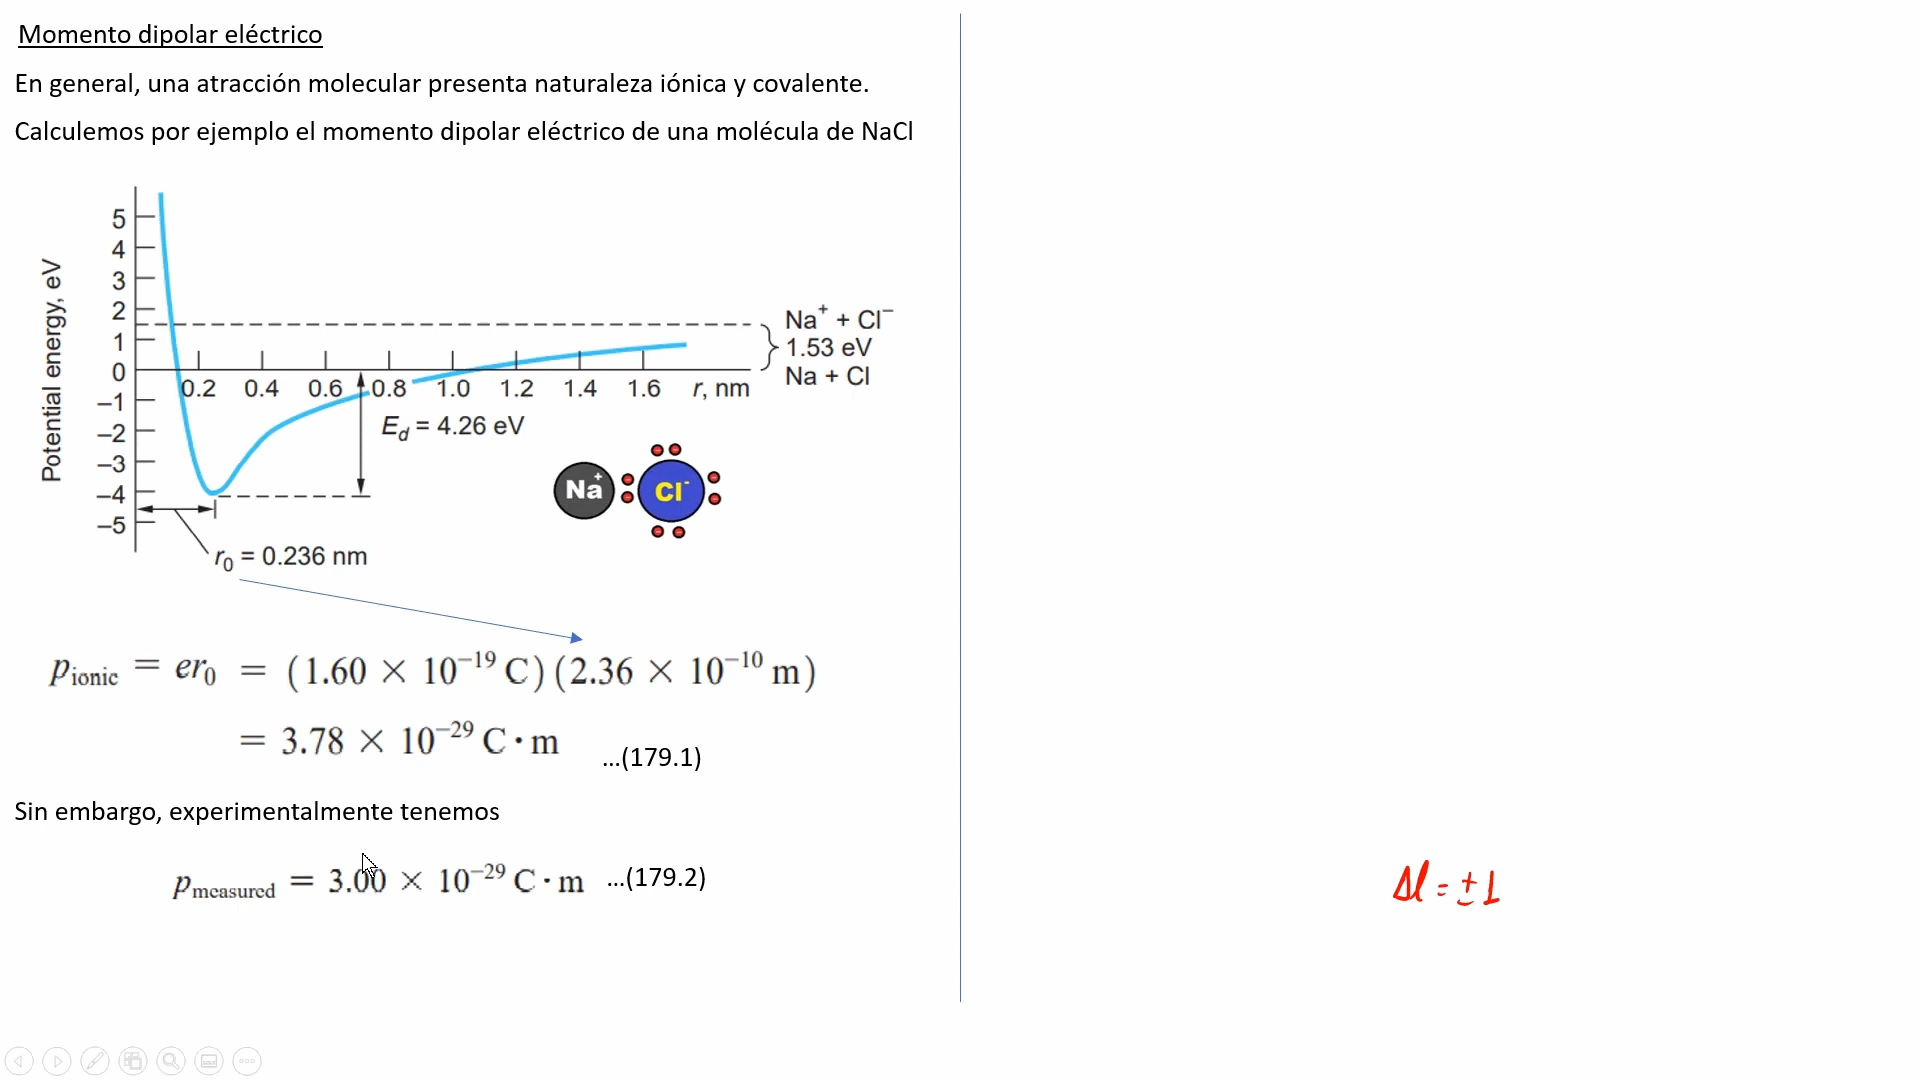 Momento dipolar eléctrico
En general, una atracción molecular presenta naturaleza iónica y covalente.
Calculemos por ejemplo el momento dipolar eléctrico de una molécula de NaCl
Potential energy, eV
5
4
3
2
1
0
–1
–2
–3
–4
–5
0.2 0.4 0.6 0.8 1.0 1.2 1.4 1.6 r, nm
Na⁺ + Cl⁻
1.53 eV
Na + Cl
E_d = 4.26 eV
Na⁺ Cl⁻
r₀ = 0.236 nm
p_ionic = er₀ = (1.60 × 10⁻¹⁹ C)(2.36 × 10⁻¹⁰ m)
= 3.78 × 10⁻²⁹ C·m ...(179.1)
Sin embargo, experimentalmente tenemos
p_measured = 3.00 × 10⁻²⁹ C·m ...(179.2)
Δl = ±1